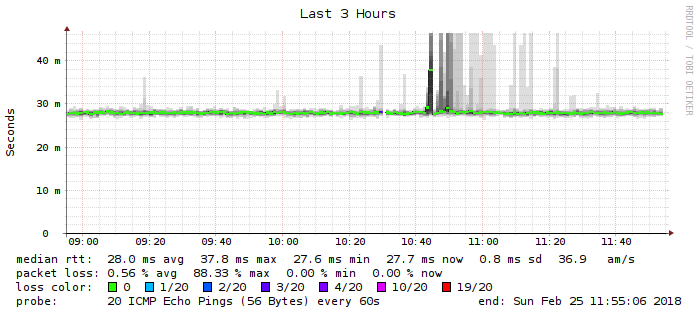 Last 3 Hours
RRDTOOL / TOBI OETIKER
Seconds
40 m
30 m
20 m
10 m
0
09:00 09:20 09:40 10:00 10:20 10:40 11:00 11:20 11:40
median rtt: 28.0 ms avg 37.8 ms max 27.6 ms min 27.7 ms now 0.8 ms sd 36.9 am/s
packet loss: 0.56 % avg 88.33 % max 0.00 % min 0.00 % now
loss color: 0 1/20 2/20 3/20 4/20 10/20 19/20
probe: 20 ICMP Echo Pings (56 Bytes) every 60s end: Sun Feb 25 11:55:06 2018